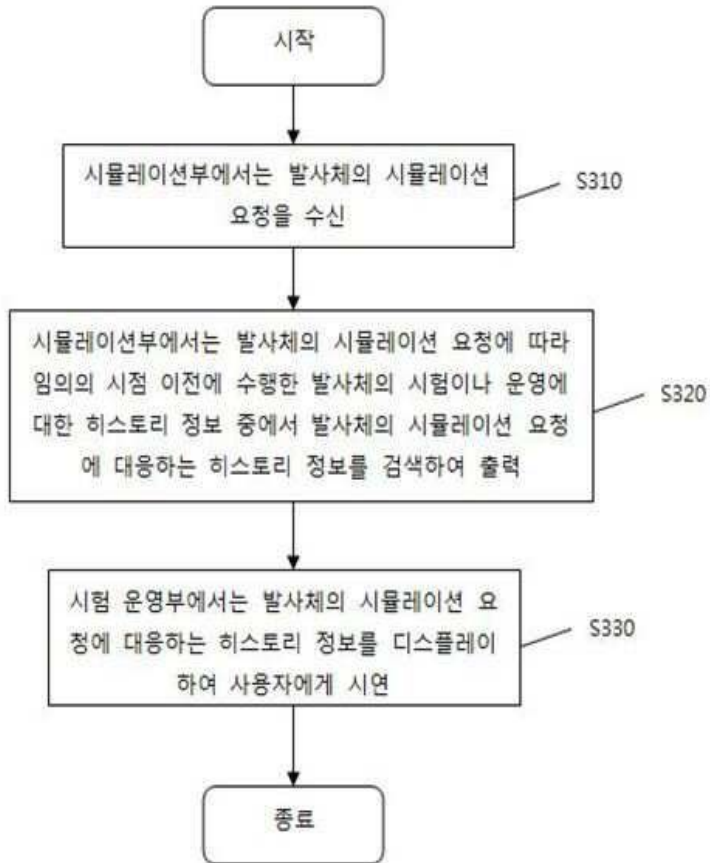 시작
시뮬레이션부에서는 발사체의 시뮬레이션
요청을 수신
S310
시뮬레이션부에서는 발사체의 시뮬레이션 요청에 따라
임의의 시점 이전에 수행한 발사체의 시험이나 운영에
대한 히스토리 정보 중에서 발사체의 시뮬레이션 요청
에 대응하는 히스토리 정보를 검색하여 출력
S320
시험 운영부에서는 발사체의 시뮬레이션 요
청에 대응하는 히스토리 정보를 디스플레이
하여 사용자에게 시연
S330
종료